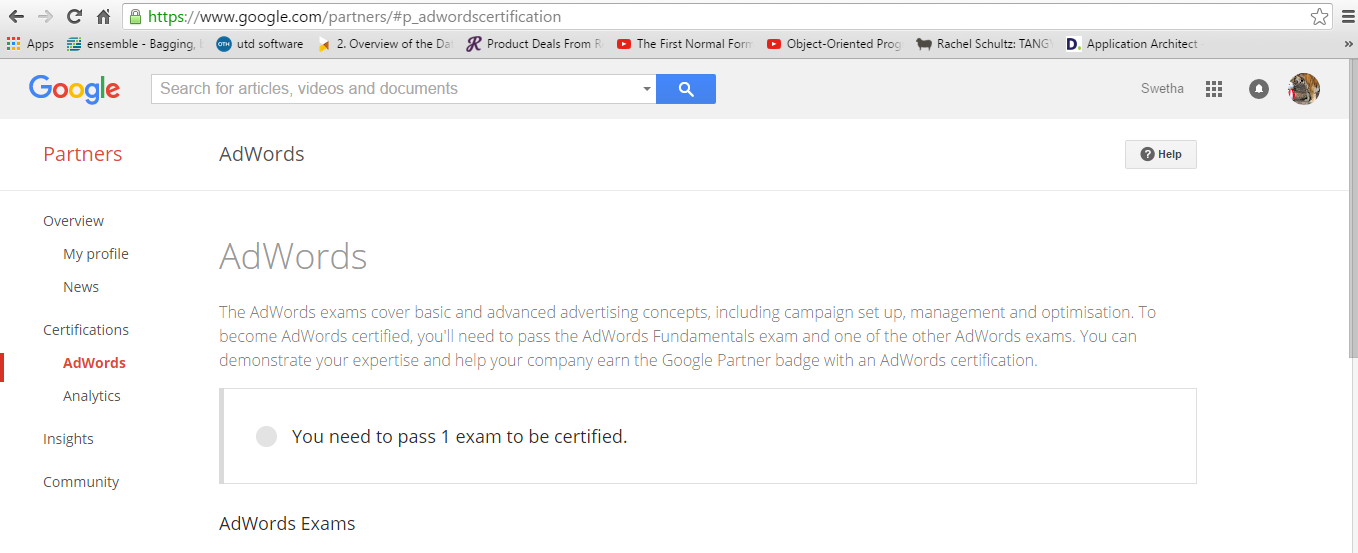 https://www.google.com/partners/#p_adwordscertification
Apps ensemble - Bagging, utd software 2. Overview of the Da Product Deals From R The First Normal Form Object-Oriented Prog Rachel Schultz: TANGY Application Architect »
Google Search for articles, videos and documents Swetha
Partners AdWords ? Help
Overview
My profile
News
Certifications
AdWords
Analytics
Insights
Community
AdWords
The AdWords exams cover basic and advanced advertising concepts, including campaign set up, management and optimisation. To
become AdWords certified, you'll need to pass the AdWords Fundamentals exam and one of the other AdWords exams. You can
demonstrate your expertise and help your company earn the Google Partner badge with an AdWords certification.
You need to pass 1 exam to be certified.
AdWords Exams